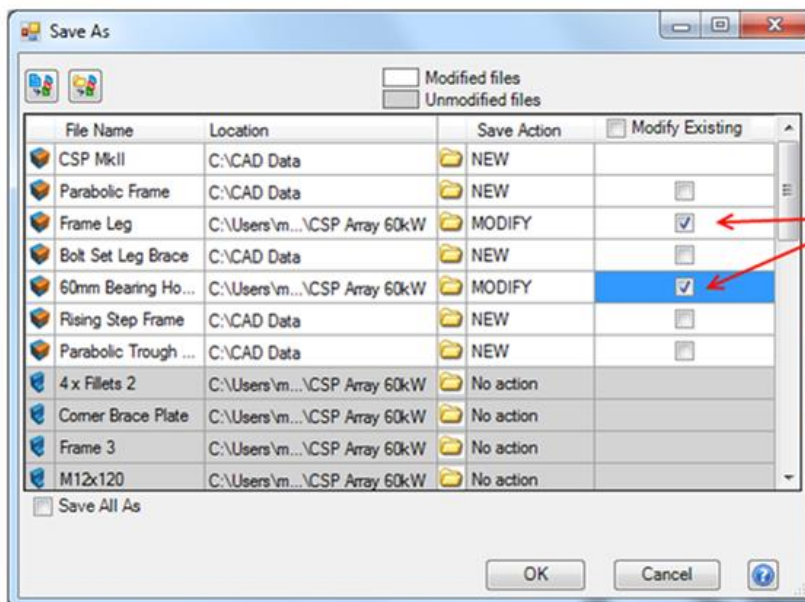 Save As
Modified files
Unmodified files
File Name Location Save Action Modify Existing
CSP MkII C:\CAD Data NEW
Parabolic Frame C:\CAD Data NEW
Frame Leg C:\Users\m...\CSP Array 60kW MODIFY
Bolt Set Leg Brace C:\CAD Data NEW
60mm Bearing Ho... C:\Users\m...\CSP Array 60kW MODIFY
Rising Step Frame C:\CAD Data NEW
Parabolic Trough ... C:\CAD Data NEW
4 x Fillets 2 C:\Users\m...\CSP Array 60kW No action
Corner Brace Plate C:\Users\m...\CSP Array 60kW No action
Frame 3 C:\Users\m...\CSP Array 60kW No action
M12x120 C:\Users\m...\CSP Array 60kW No action
Save All As
OK Cancel ?